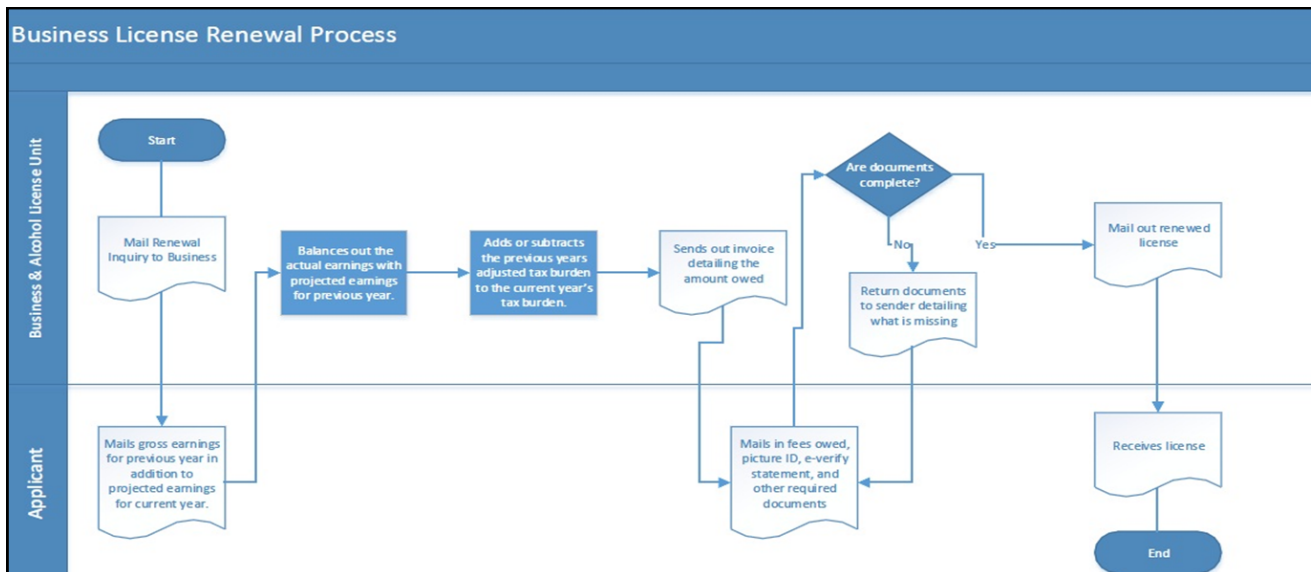 Business License Renewal Process
Business & Alcohol License Unit
Start
Mail Renewal
Inquiry to Business
Balances out the
actual earnings with
projected earnings
for previous year.
Adds or subtracts
the previous years
adjusted tax burden
to the current year's
tax burden.
Sends out invoice
detailing the
amount owed
Are documents
complete?
No
Yes
Return documents
to sender detailing
what is missing
Mail out renewed
license
Applicant
Mails gross earnings
for previous year in
addition to
projected earnings
for current year.
Mails in fees owed,
picture ID, e-verify
statement, and
other required
documents
Receives license
End